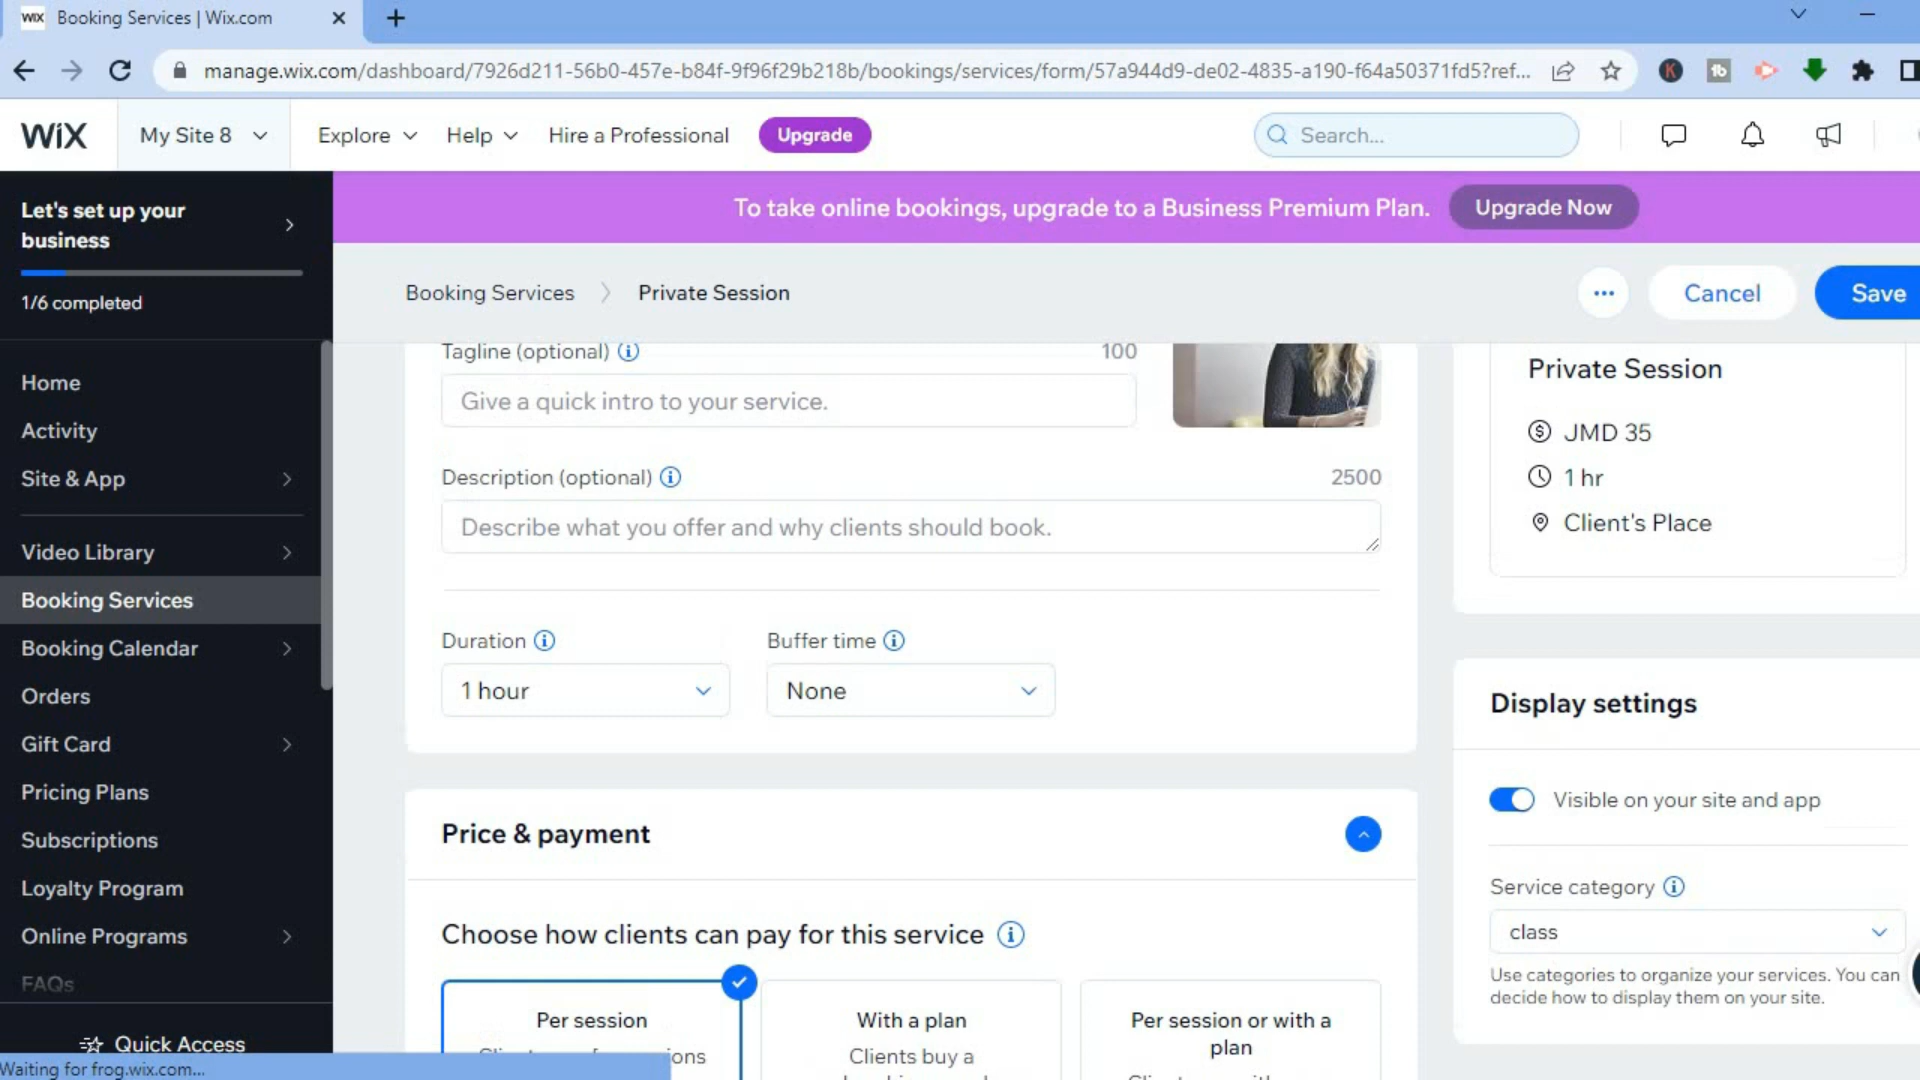 WIX Booking Services | Wix.com
manage.wix.com/dashboard/7926d211-56b0-457e-b84f-9f96f29b218b/bookings/services/form/57a944d9-de02-4835-a190-f64a50371fd5?ref...
WiX My Site 8 Explore Help Hire a Professional Upgrade Search...
Let's set up your
business
1/6 completed
To take online bookings, upgrade to a Business Premium Plan. Upgrade Now
Booking Services Private Session ... Cancel Save
Home
Activity
Site & App
Video Library
Booking Services
Booking Calendar
Orders
Gift Card
Pricing Plans
Subscriptions
Loyalty Program
Online Programs
FAQs
Quick Access
Waiting for frog.wix.com...
Tagline (optional) 100
Give a quick intro to your service.
Description (optional) 2500
Describe what you offer and why clients should book.
Duration Buffer time
1 hour None
Price & payment
Choose how clients can pay for this service
Per session
With a plan
Clients buy a
Per session or with a
plan
Private Session
JMD 35
1 hr
Client's Place
Display settings
Visible on your site and app
Service category
class
Use categories to organize your services. You can
decide how to display them on your site.